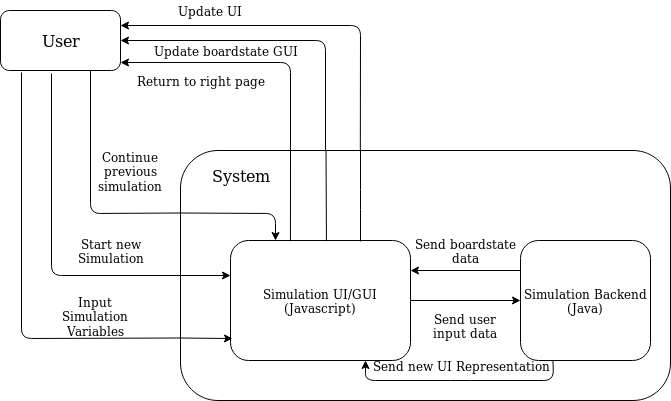 Update UI
User
Update boardstate GUI
Return to right page
Continue
previous
simulation
System
Start new
Simulation
Send boardstate
data
Simulation UI/GUI
(Javascript)
Simulation Backend
(Java)
Input
Simulation
Variables
Send user
input data
Send new UI Representation